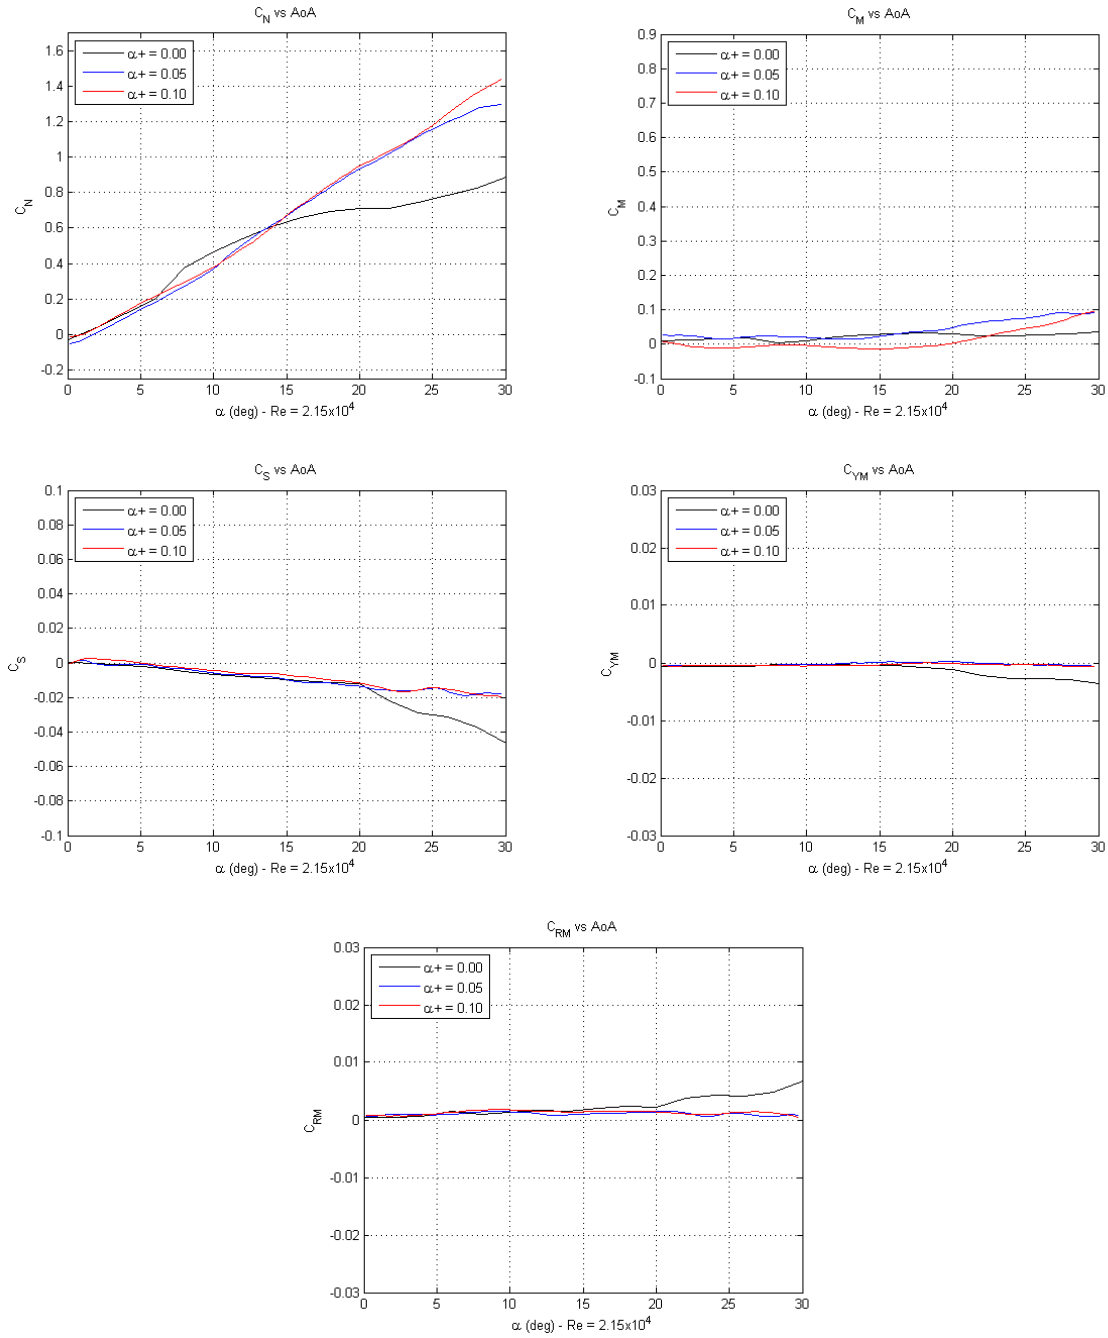 C_N vs AoA
α+ = 0.00
α+ = 0.05
α+ = 0.10
1.6
1.4
1.2
1
0.8
0.6
0.4
0.2
0
-0.2
C_N
0 5 10 15 20 25 30
α (deg) - Re = 2.15x10^4
C_M vs AoA
α+ = 0.00
α+ = 0.05
α+ = 0.10
0.9
0.8
0.7
0.6
0.5
0.4
0.3
0.2
0.1
0
-0.1
C_M
0 5 10 15 20 25 30
α (deg) - Re = 2.15x10^4
C_S vs AoA
α+ = 0.00
α+ = 0.05
α+ = 0.10
0.1
0.08
0.06
0.04
0.02
0
-0.02
-0.04
-0.06
-0.08
-0.1
C_S
0 5 10 15 20 25 30
α (deg) - Re = 2.15x10^4
C_YM vs AoA
α+ = 0.00
α+ = 0.05
α+ = 0.10
0.03
0.02
0.01
0
-0.01
-0.02
-0.03
C_YM
0 5 10 15 20 25 30
α (deg) - Re = 2.15x10^4
C_RM vs AoA
α+ = 0.00
α+ = 0.05
α+ = 0.10
0.03
0.02
0.01
0
-0.01
-0.02
-0.03
C_RM
0 5 10 15 20 25 30
α (deg) - Re = 2.15x10^4